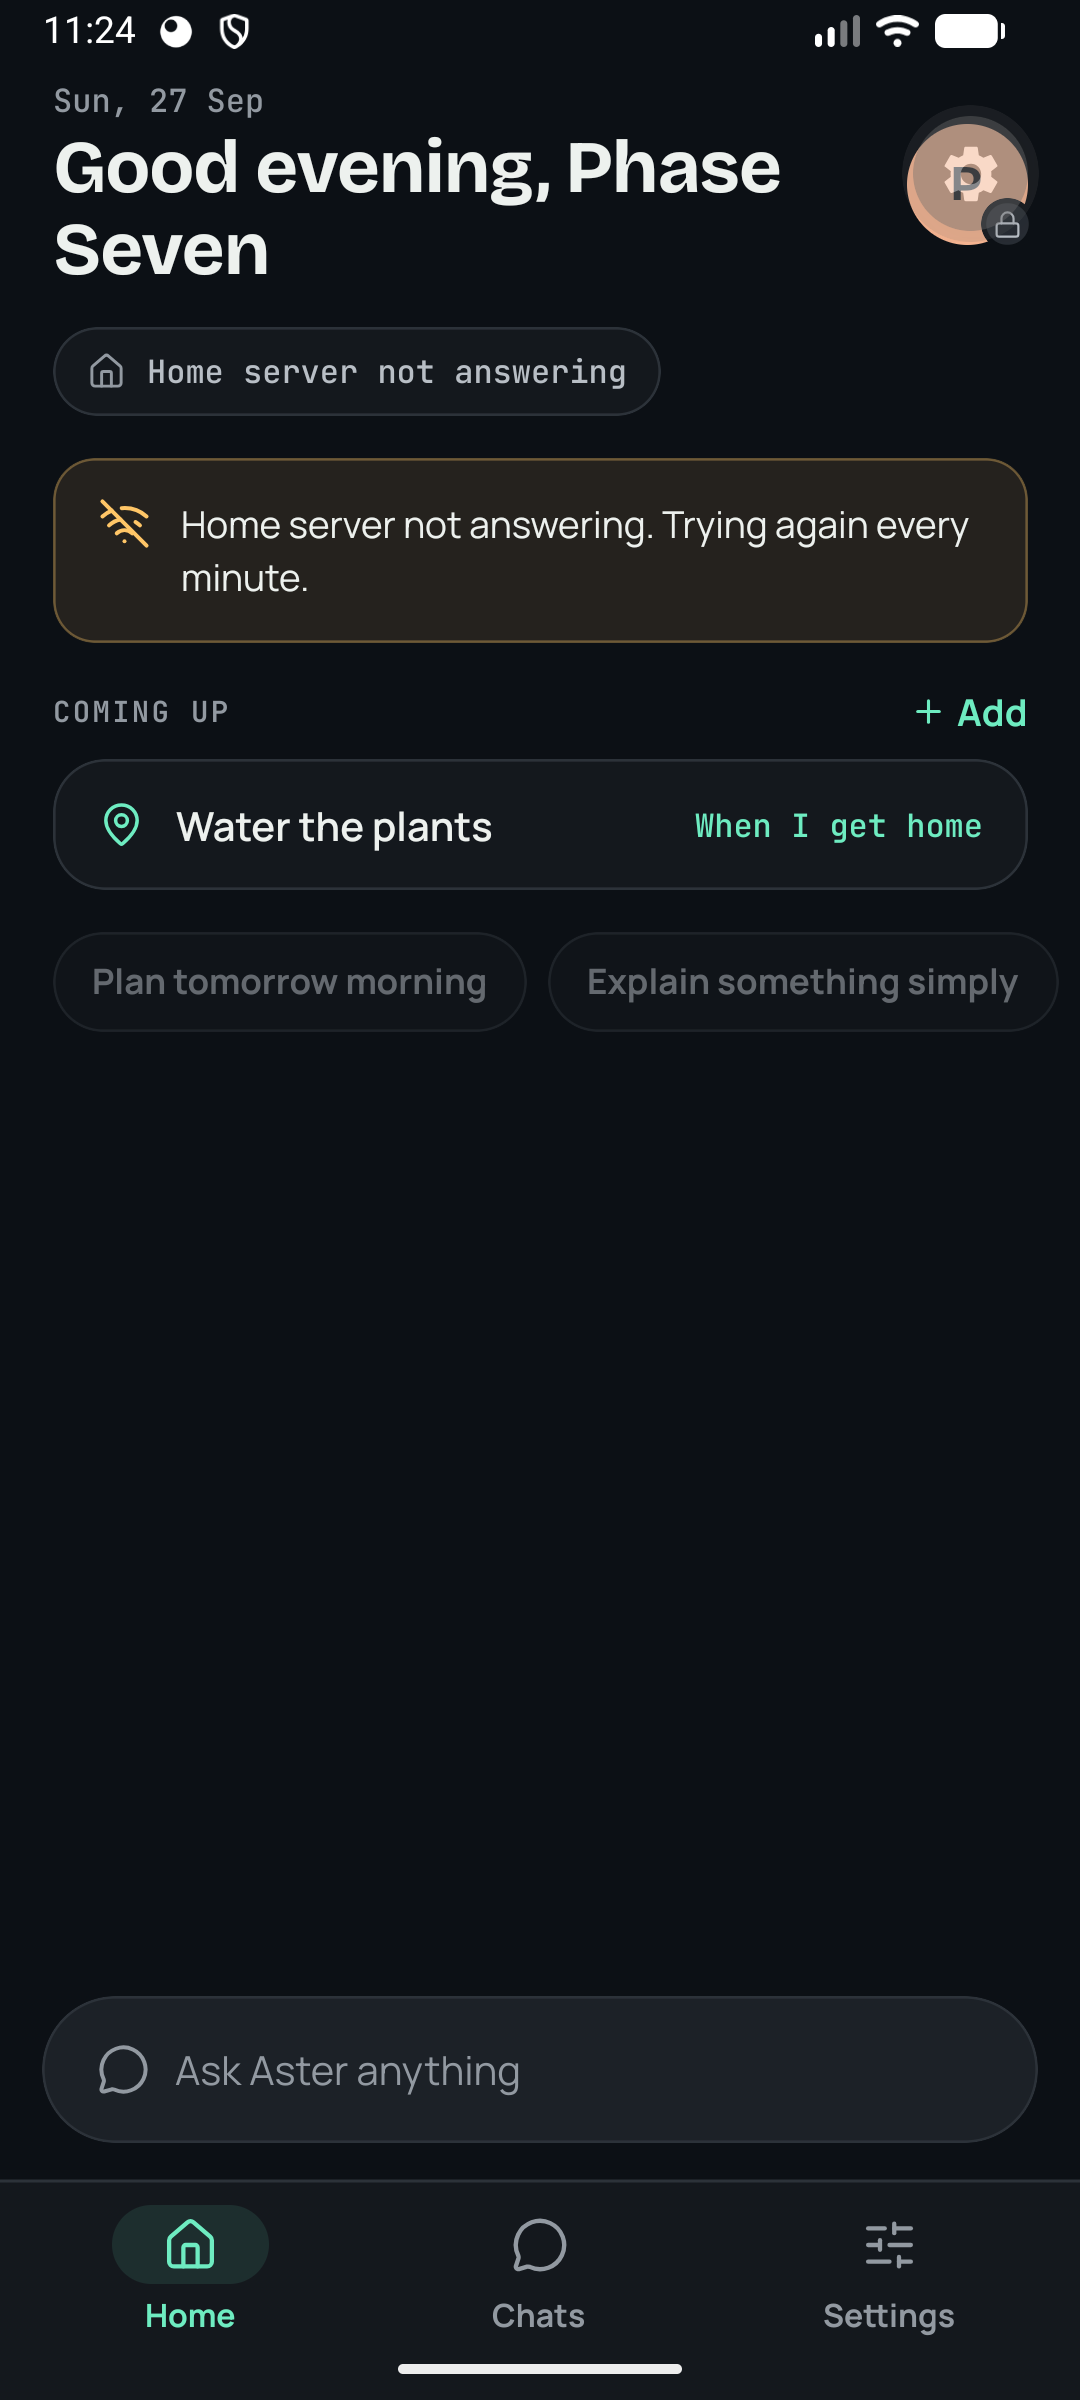 11:24
Sun, 27 Sep
Good evening, Phase
Seven
P
Home server not answering
Home server not answering. Trying again every
minute.
COMING UP
+ Add
Water the plants
When I get home
Plan tomorrow morning
Explain something simply
Ask Aster anything
Home
Chats
Settings